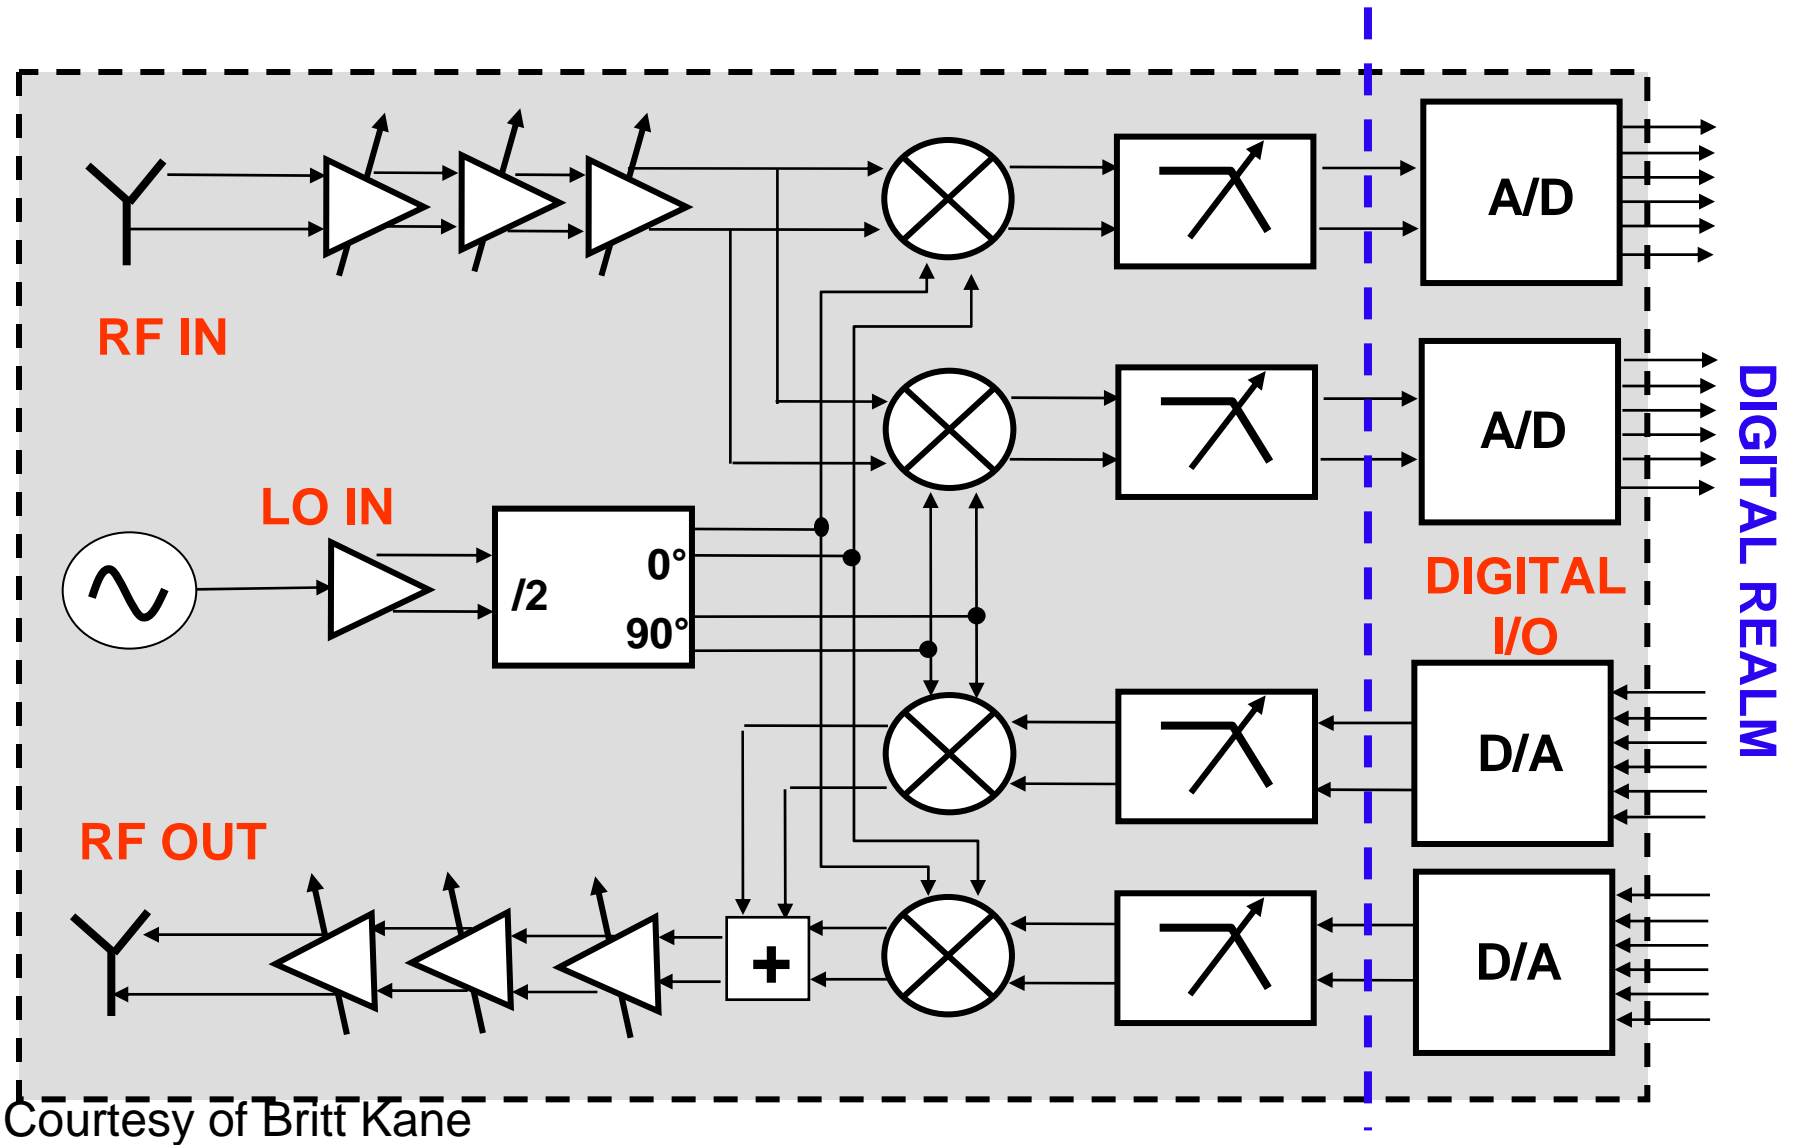 A/D
RF IN
A/D
LO IN
/2
0°
90°
DIGITAL
I/O
DIGITAL REALM
D/A
RF OUT
D/A
+
Courtesy of Britt Kane